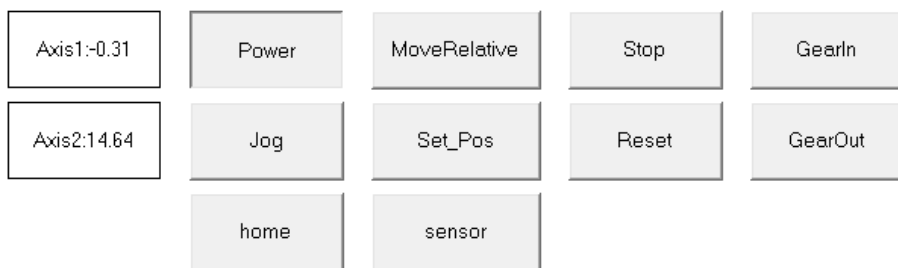 Axis1:-0.31 Power MoveRelative Stop GearIn
Axis2:14.64 Jog Set_Pos Reset GearOut
home sensor